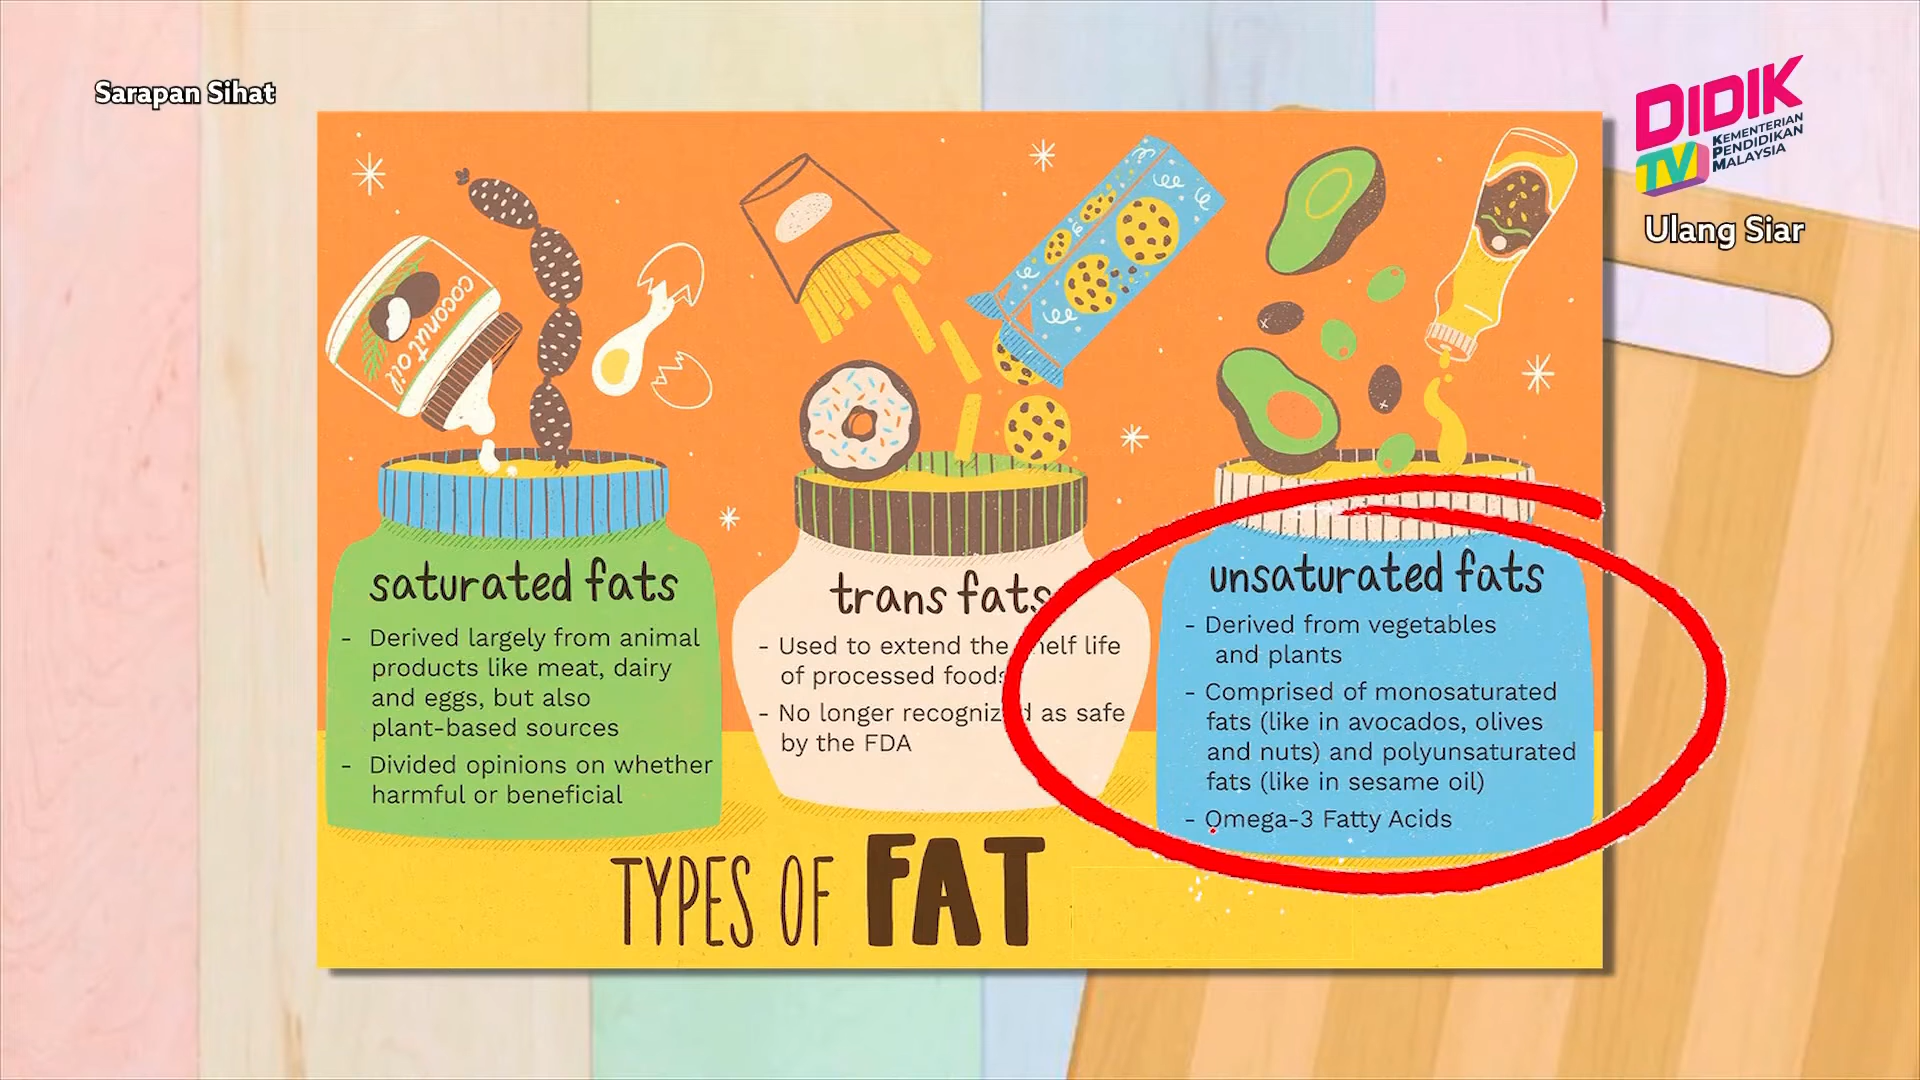 Sarapan Sihat
DIDIK
TV
KEMENTERIAN
PENDIDIKAN
MALAYSIA
Ulang Siar
coconut oil
saturated fats
- Derived largely from animal
products like meat, dairy
and eggs, but also
plant-based sources
- Divided opinions on whether
harmful or beneficial
trans fats
- Used to extend the shelf life
of processed foods
- No longer recognized as safe
by the FDA
unsaturated fats
- Derived from vegetables
and plants
- Comprised of monosaturated
fats (like in avocados, olives
and nuts) and polyunsaturated
fats (like in sesame oil)
- Omega-3 Fatty Acids
TYPES OF FAT